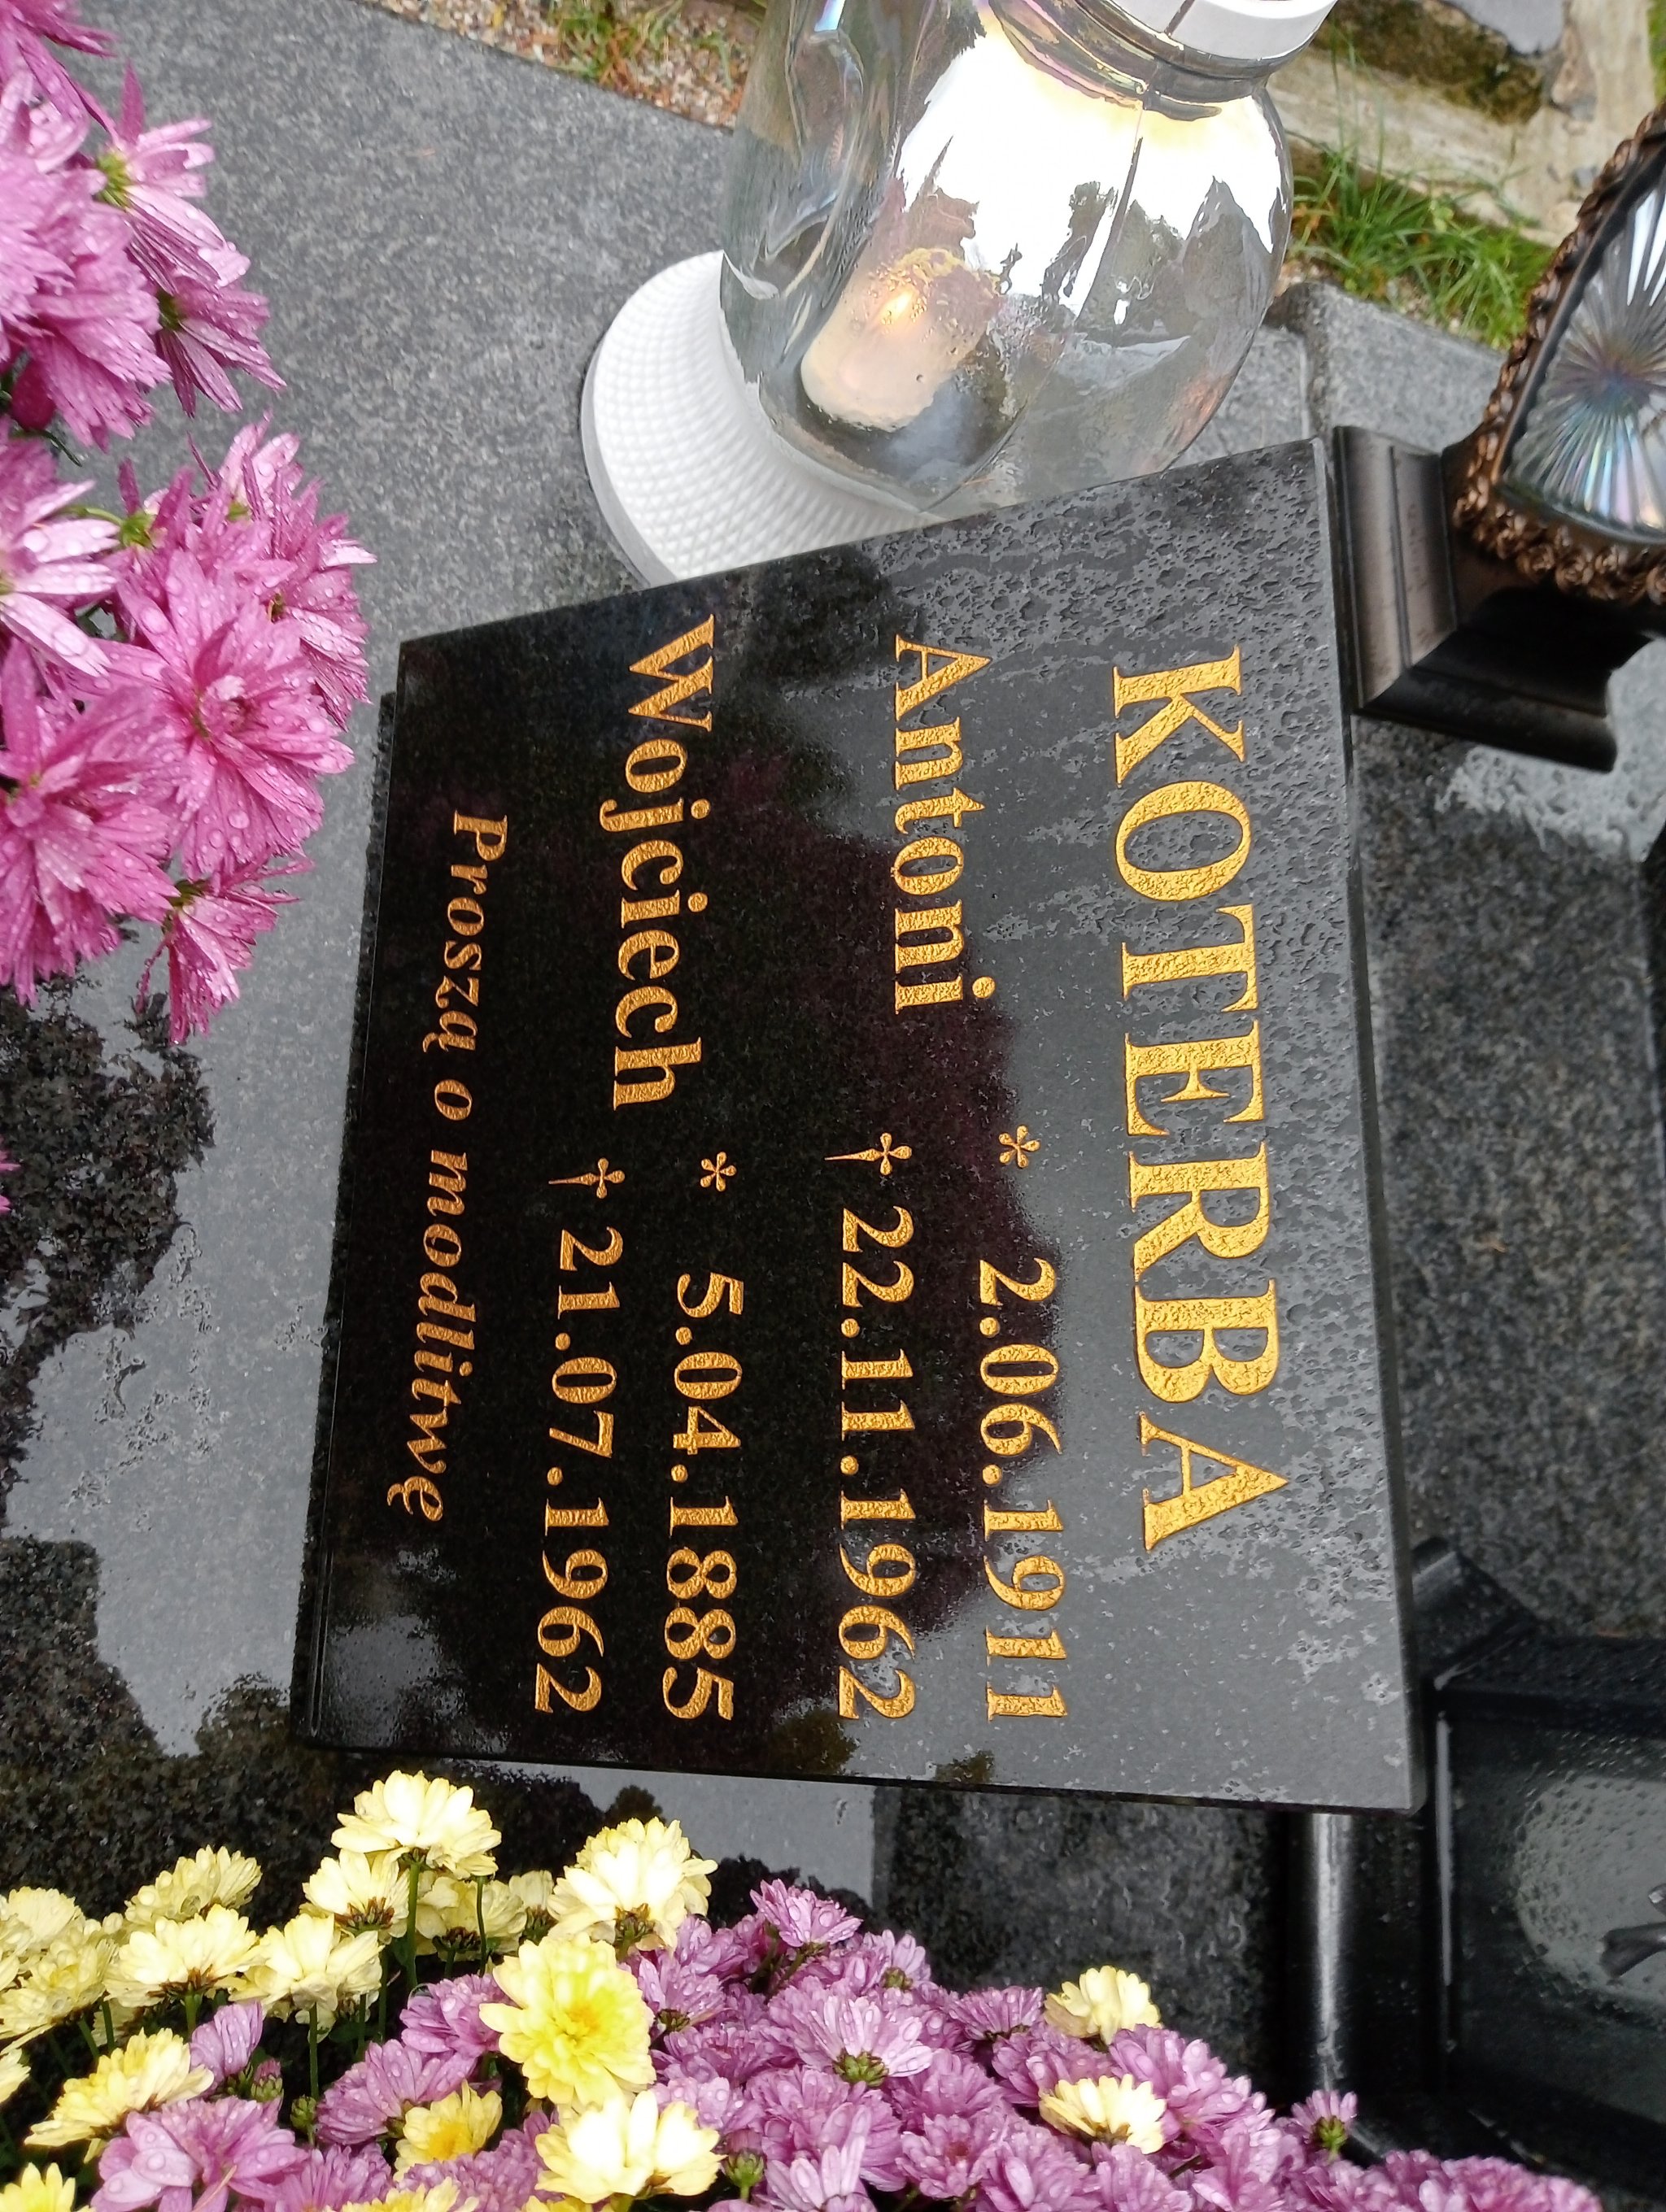 KOTERBA
* 2.06.1911
Antoni
† 22.11.1962
* 5.04.1885
Wojciech
† 21.07.1962
Proszą o modlitwę